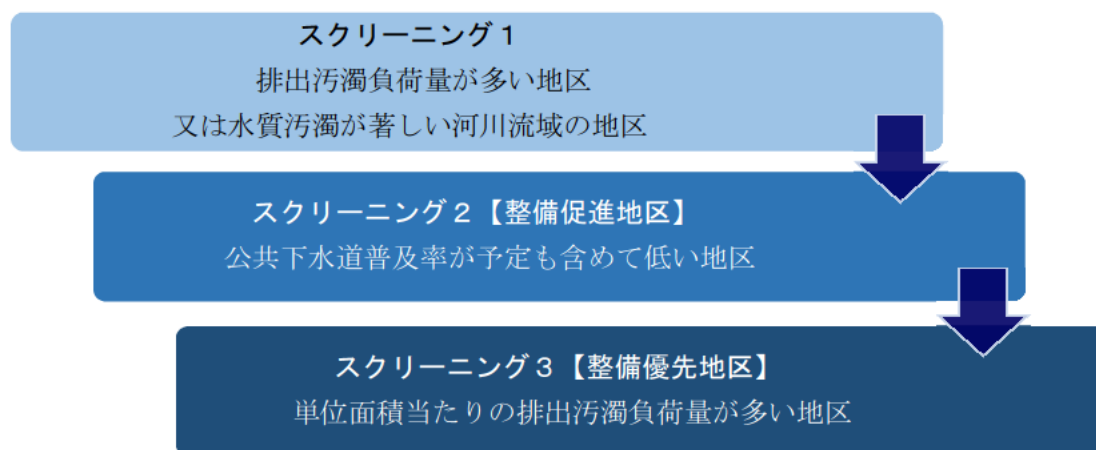 スクリーニング1
排出汚濁負荷量が多い地区
又は水質汚濁が著しい河川流域の地区
スクリーニング2【整備促進地区】
公共下水道普及率が予定も含めて低い地区
スクリーニング3【整備優先地区】
単位面積当たりの排出汚濁負荷量が多い地区